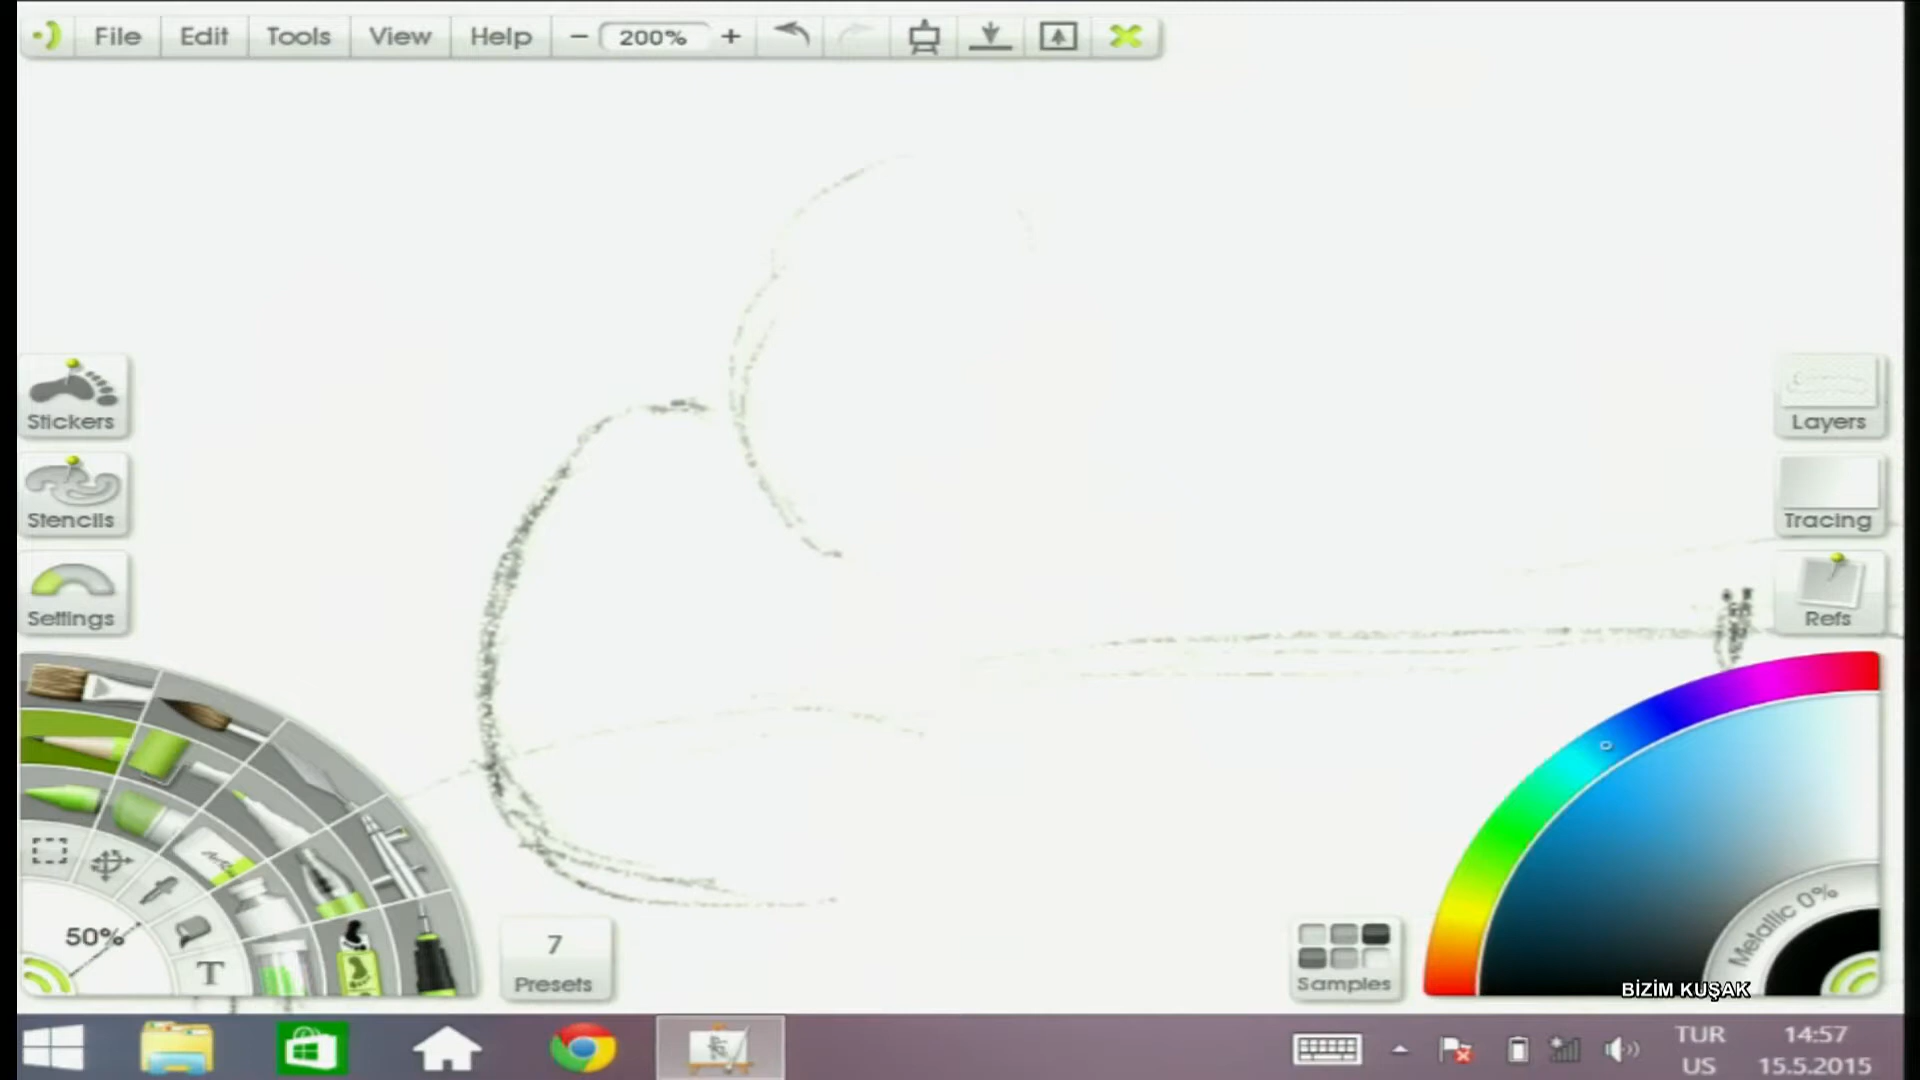 File Edit Tools View Help − 200% +
Stickers
Layers
Stencils
Tracing
Settings
Refs
50%
T
7
Presets
Samples
Metallic 0%
BİZİM KUŞAK
TUR
US
14:57
15.5.2015